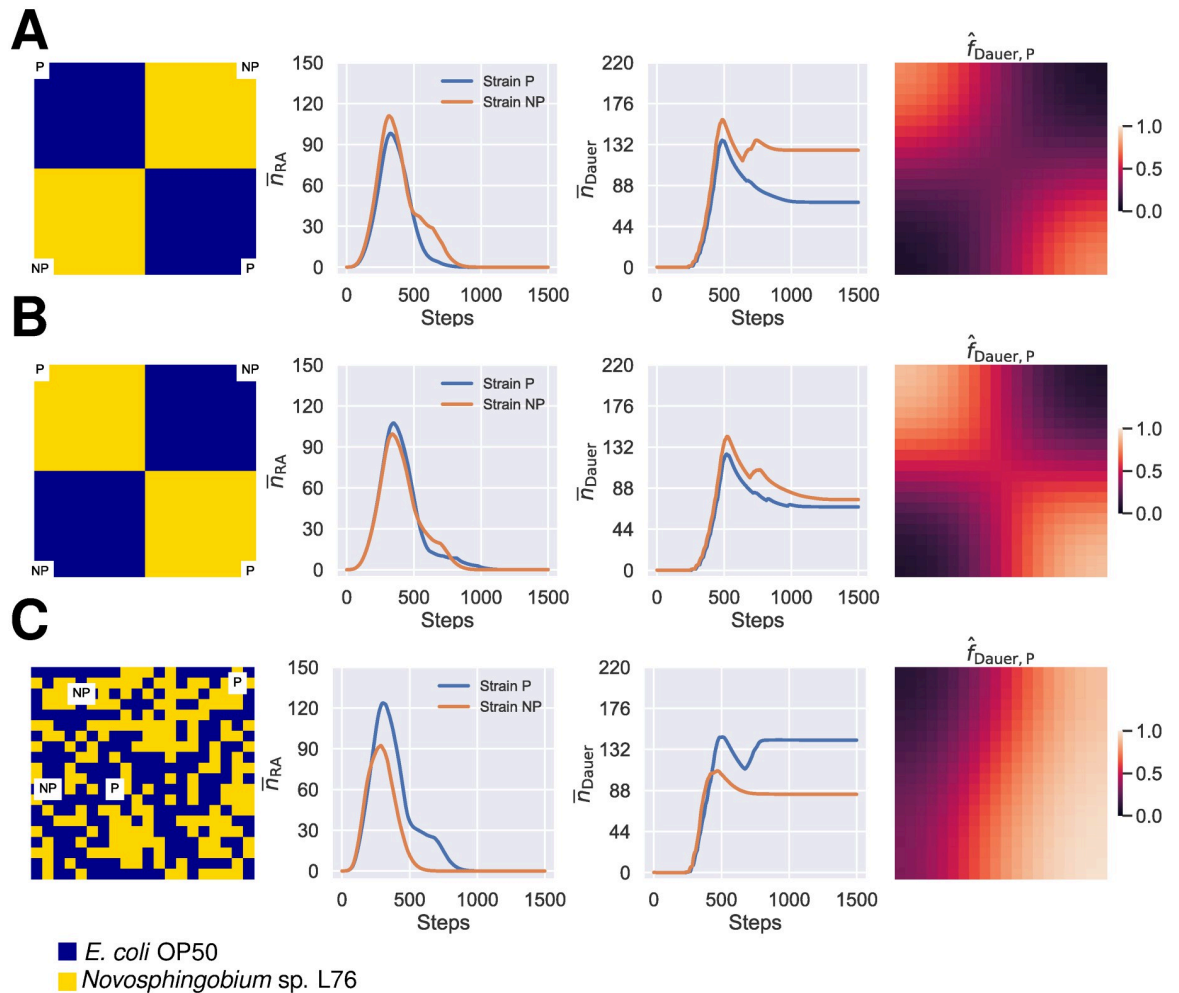 A
P
NP
NP
P
150
120
90
60
30
0
n̅RA
0
500
1000
1500
Steps
Strain P
Strain NP
220
176
132
88
44
0
n̅Dauer
0
500
1000
1500
Steps
f̂Dauer, P
1.0
0.5
0.0
B
P
NP
NP
P
150
120
90
60
30
0
n̅RA
0
500
1000
1500
Steps
Strain P
Strain NP
220
176
132
88
44
0
n̅Dauer
0
500
1000
1500
Steps
f̂Dauer, P
1.0
0.5
0.0
C
NP
P
NP
P
150
120
90
60
30
0
n̅RA
0
500
1000
1500
Steps
Strain P
Strain NP
220
176
132
88
44
0
n̅Dauer
0
500
1000
1500
Steps
f̂Dauer, P
1.0
0.5
0.0
E. coli OP50
Novosphingobium sp. L76